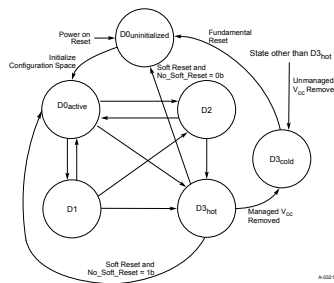 Power on
Reset
D0uninitialized
Fundamental
Reset
State other than D3hot
Initialize
Configuration Space
Soft Reset and
No_Soft_Reset = 0b
Unmanaged
Vcc Remove
D0active
D2
D3cold
D1
D3hot
Managed Vcc
Removed
Soft Reset and
No_Soft_Reset = 1b
A-0321